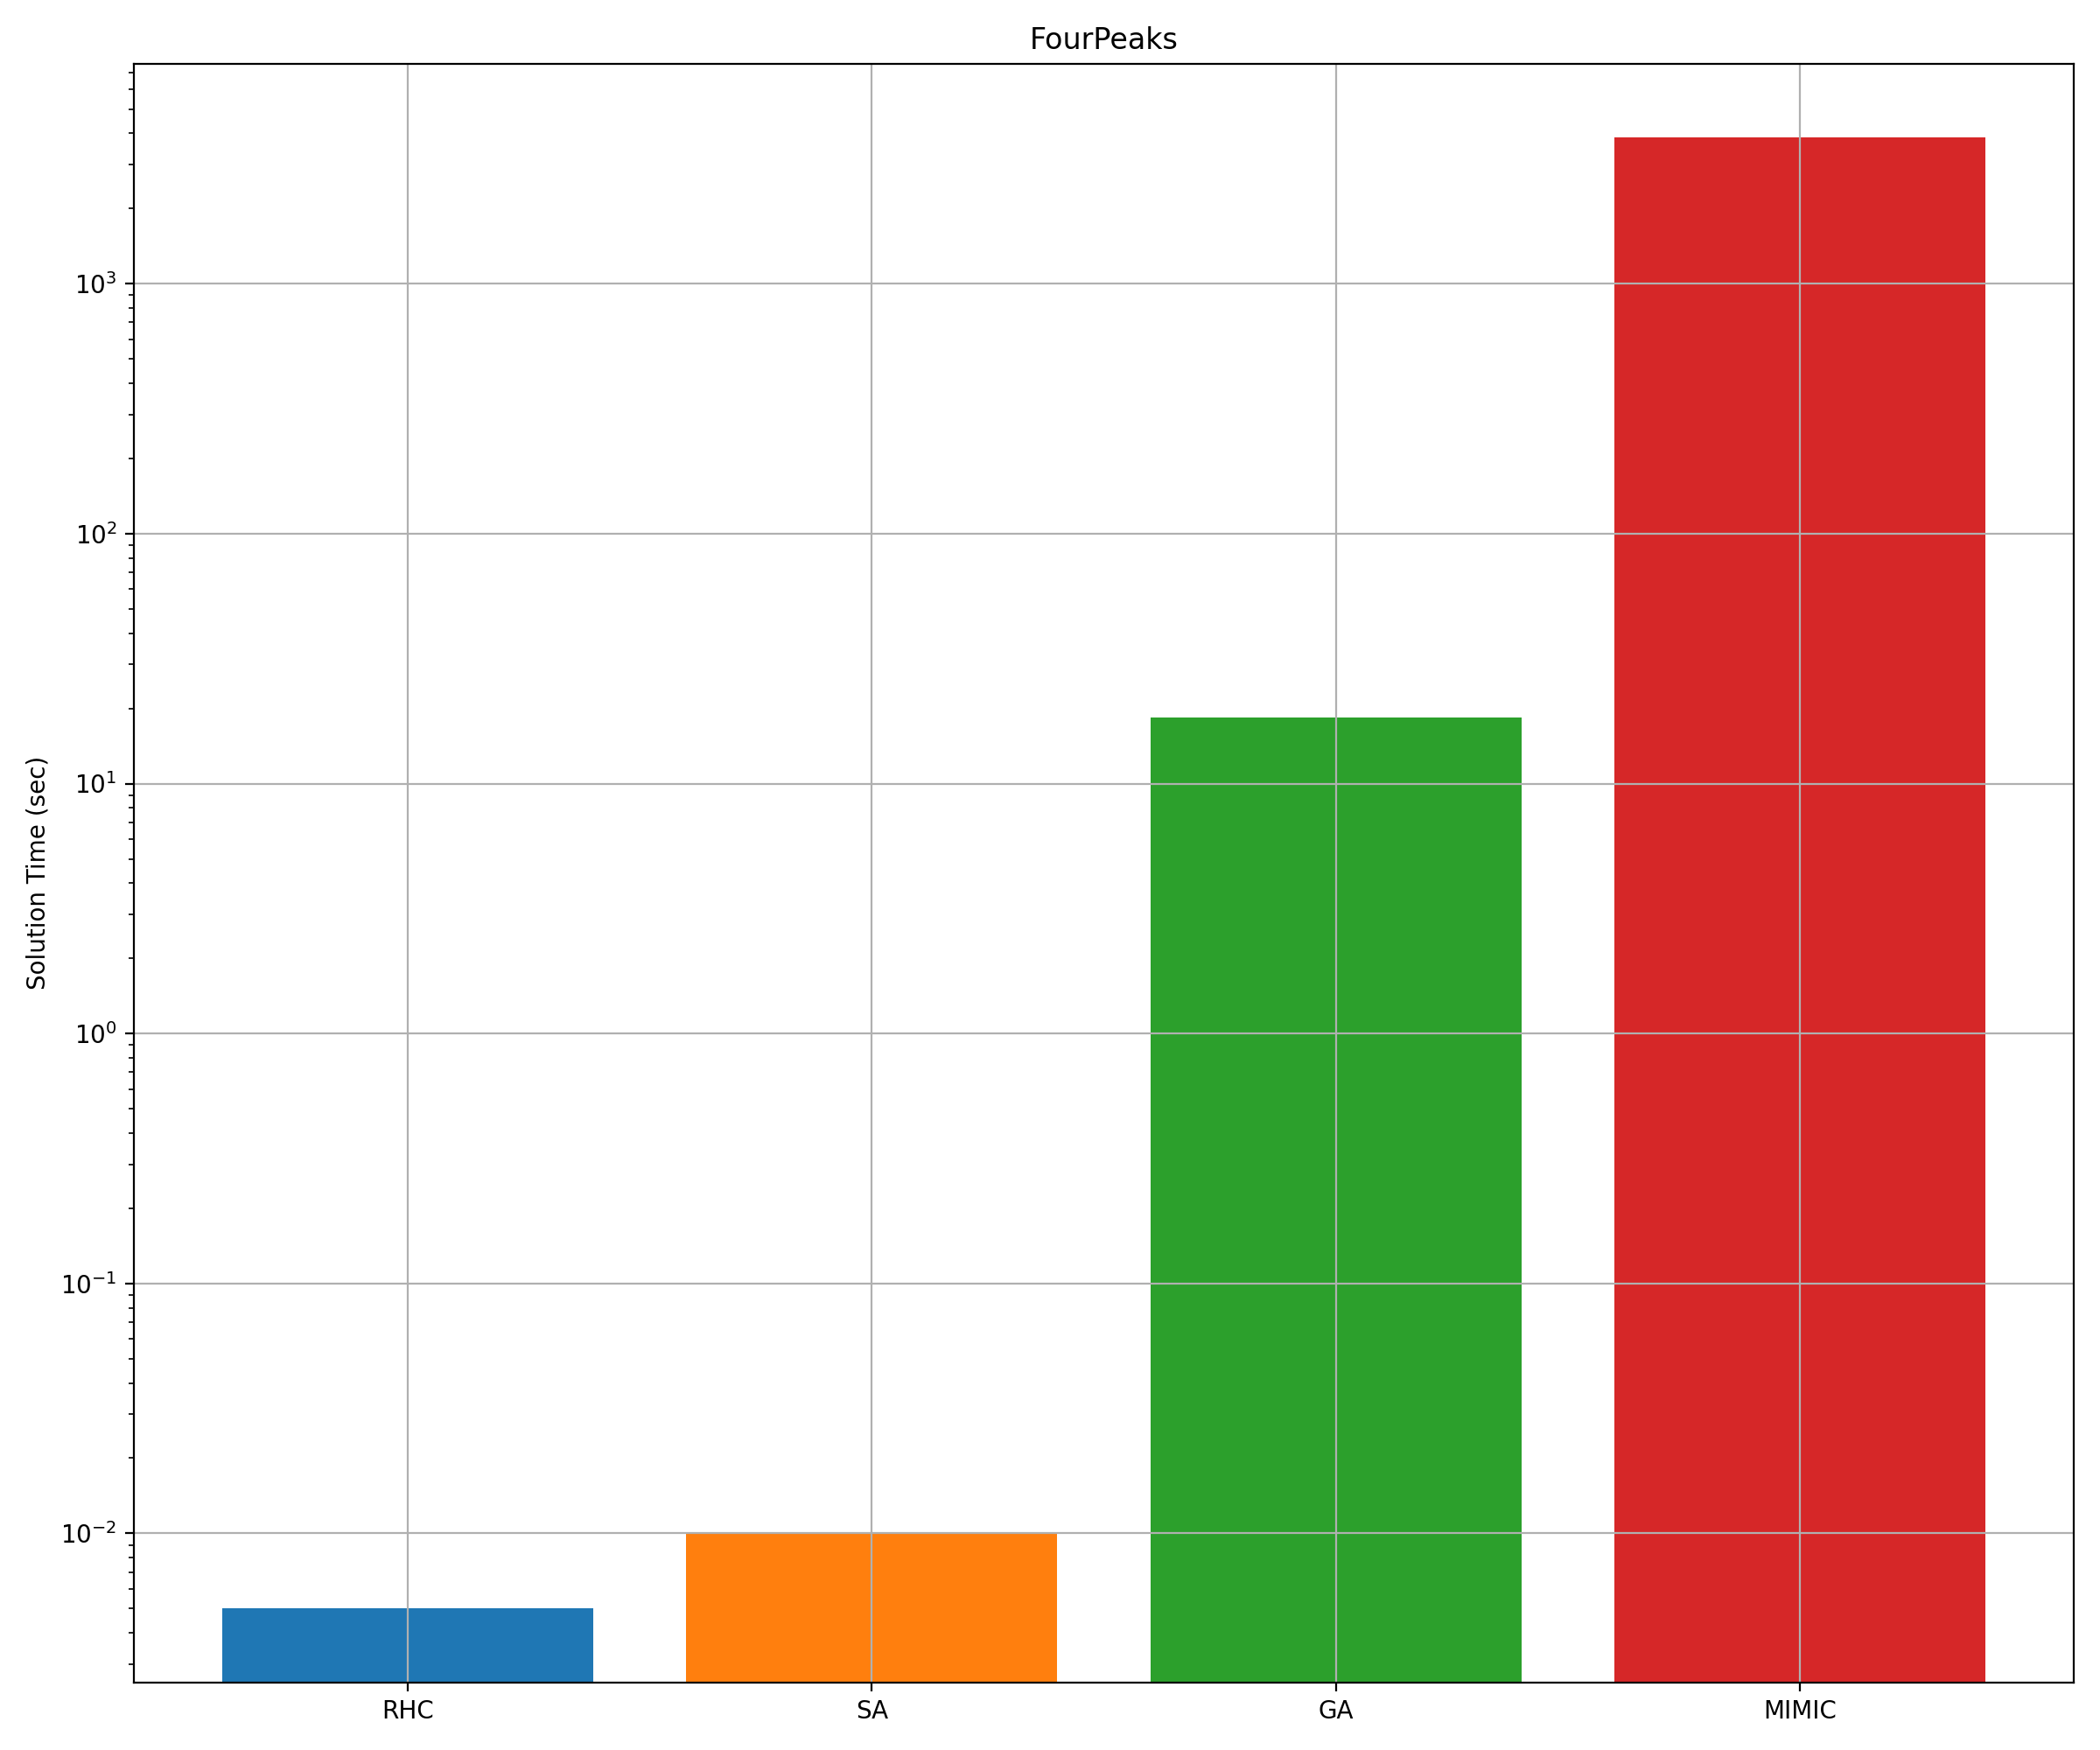 FourPeaks
Solution Time (sec)
10³
10²
10¹
10⁰
10⁻¹
10⁻²
RHC SA GA MIMIC